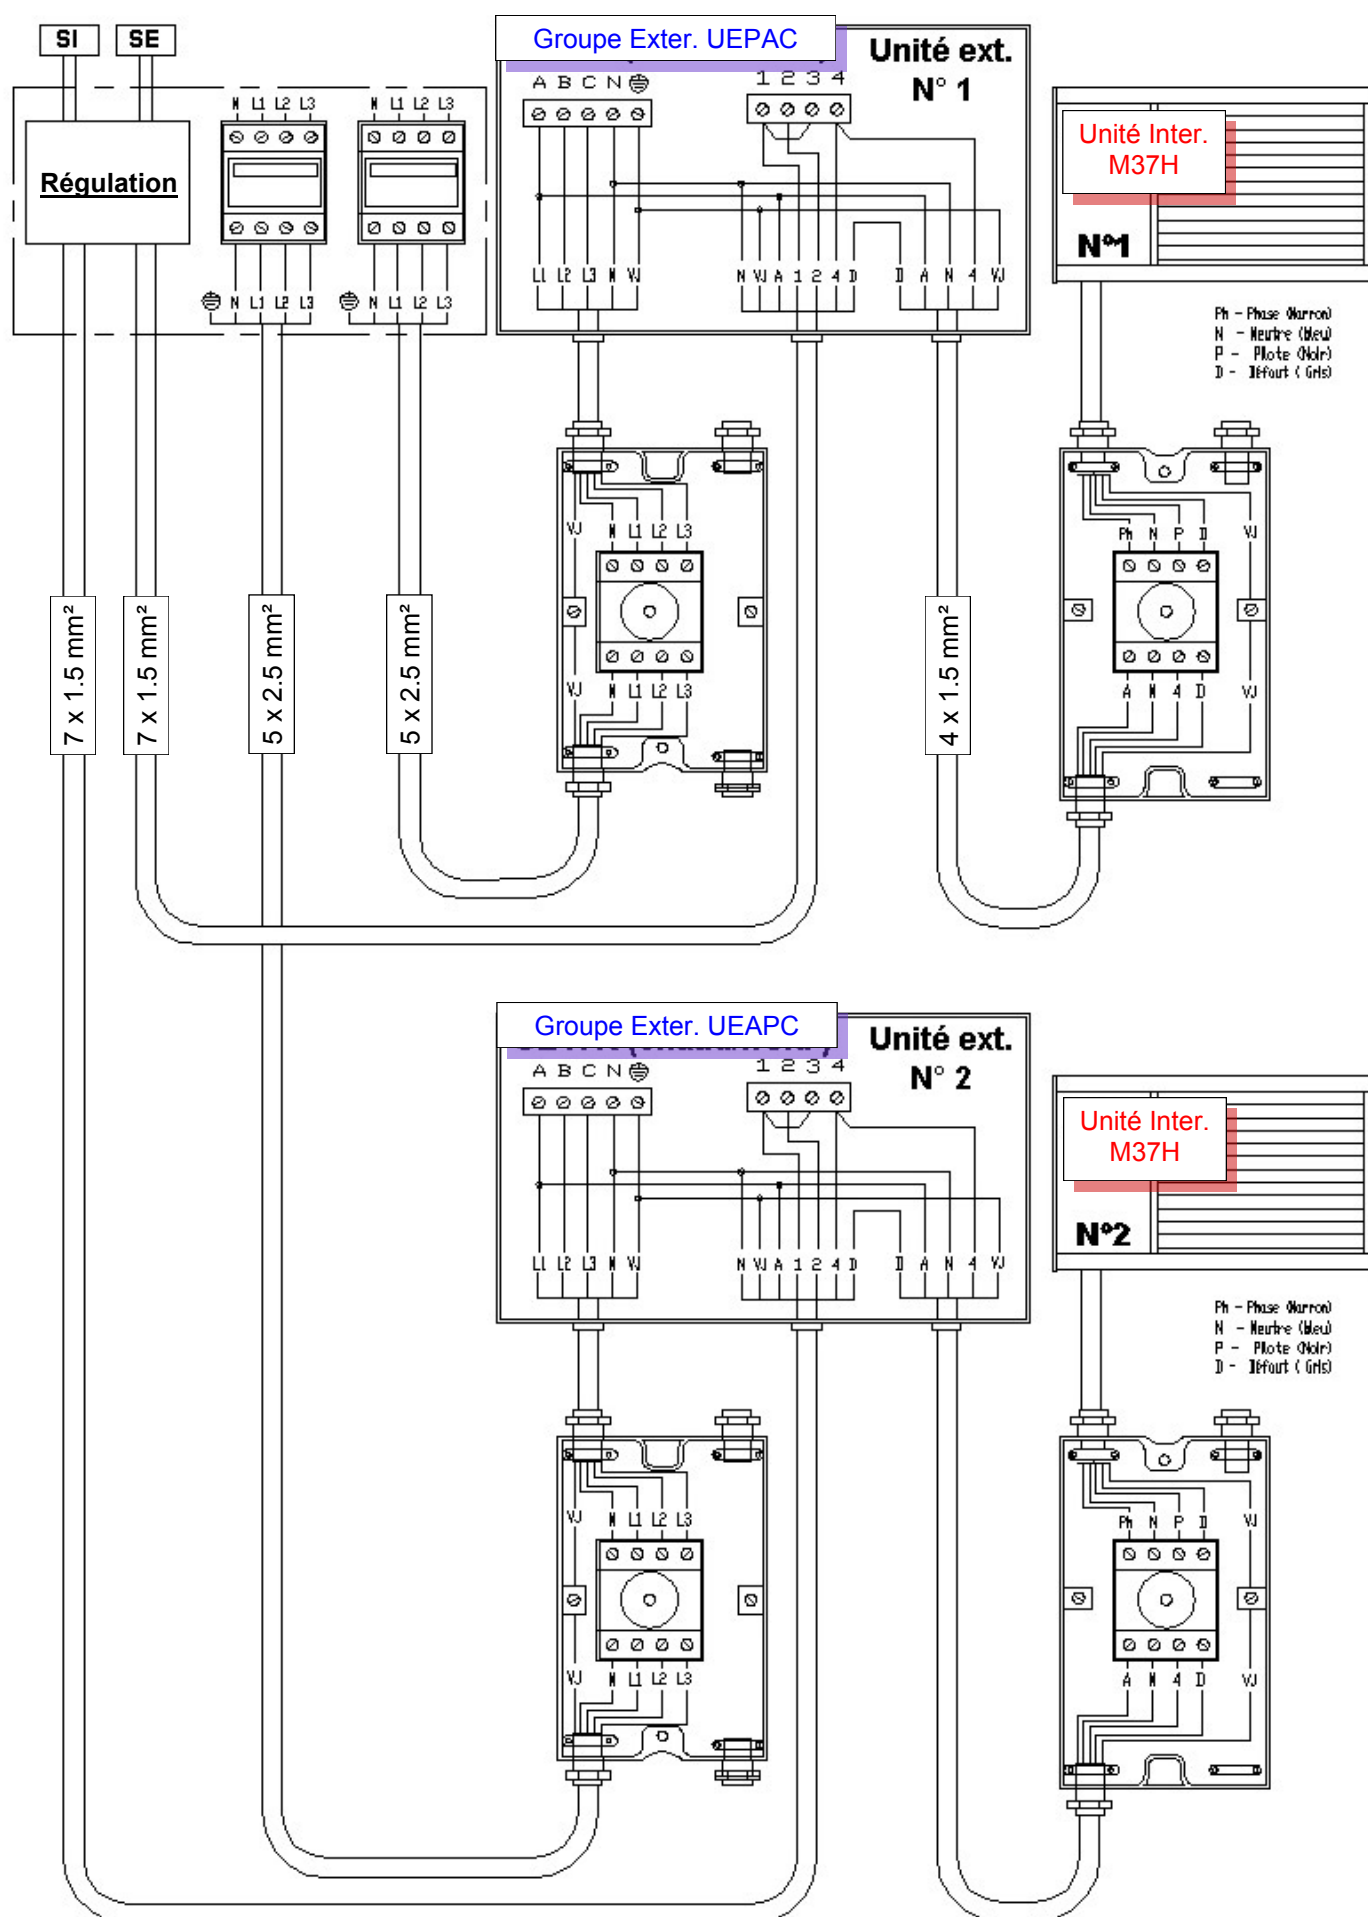 SI SE
Groupe Exter. UEPAC
Unité ext.
N° 1
A B C N
1 2 3 4
N L1 L2 L3
N L1 L2 L3
Unité Inter.
M37H
N°1
Régulation
L1 L2 L3 N VJ
N VJ A 1 2 4 D
D A N 4 VJ
N L1 L2 L3
N L1 L2 L3
Ph - Phase (Marron)
N - Neutre (bleu)
P - Pilote (Noir)
D - Défaut ( Gris)
VJ N L1 L2 L3
Ph N P D VJ
7 x 1.5 mm²
7 x 1.5 mm²
5 x 2.5 mm²
5 x 2.5 mm²
4 x 1.5 mm²
VJ N L1 L2 L3
A N 4 D VJ
Groupe Exter. UEAPC
Unité ext.
N° 2
A B C N
1 2 3 4
Unité Inter.
M37H
N°2
L1 L2 L3 N VJ
N VJ A 1 2 4 D
D A N 4 VJ
Ph - Phase (Marron)
N - Neutre (bleu)
P - Pilote (Noir)
D - Défaut ( Gris)
VJ N L1 L2 L3
Ph N P D VJ
VJ N L1 L2 L3
A N 4 D VJ